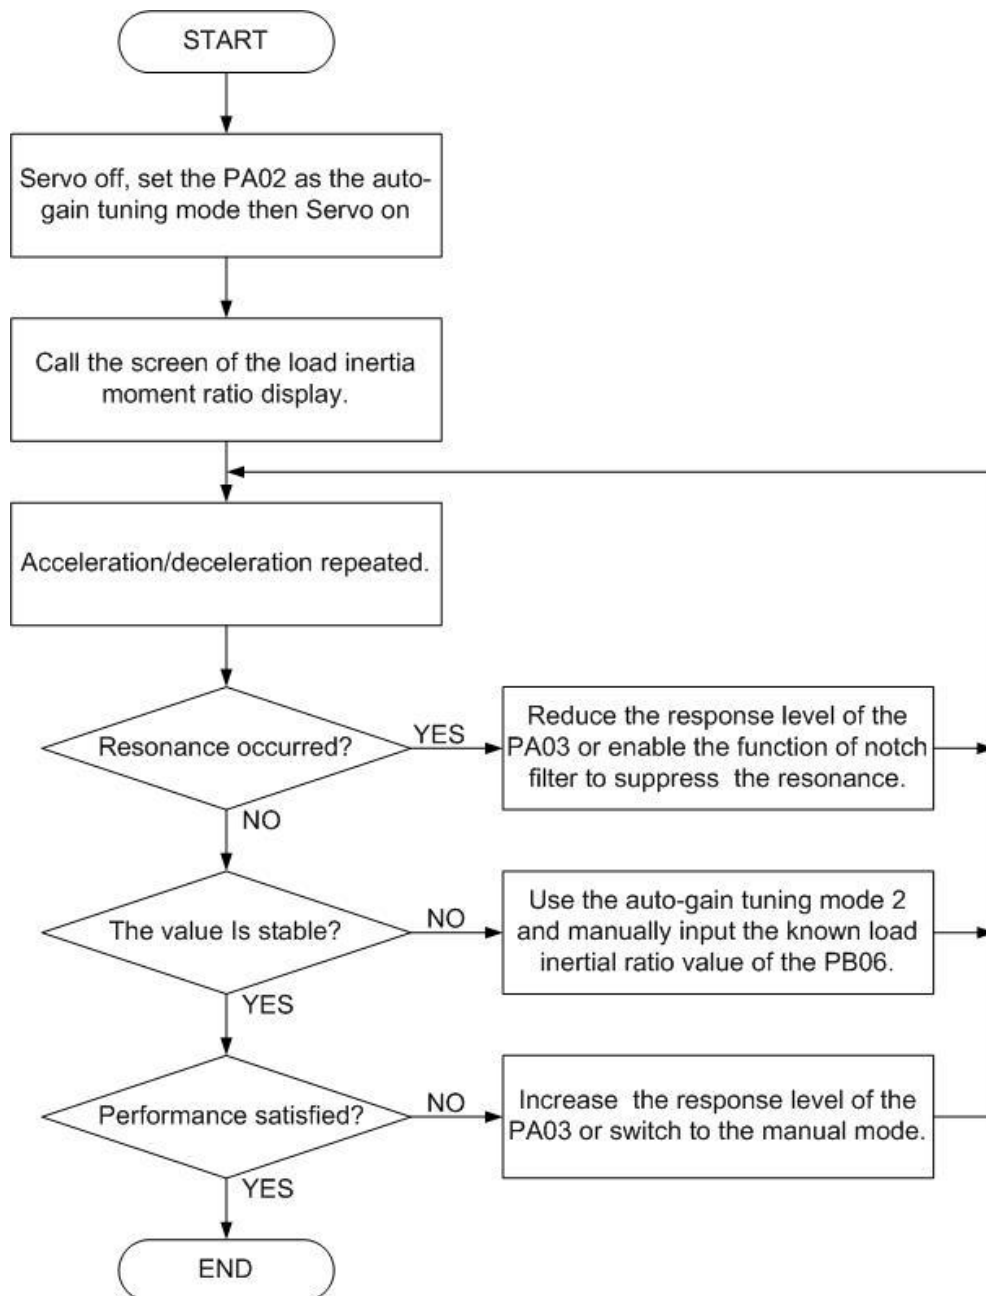 START
Servo off, set the PA02 as the auto-
gain tuning mode then Servo on
Call the screen of the load inertia
moment ratio display.
Acceleration/deceleration repeated.
Resonance occurred?
YES
Reduce the response level of the
PA03 or enable the function of notch
filter to suppress the resonance.
NO
The value Is stable?
NO
Use the auto-gain tuning mode 2
and manually input the known load
inertial ratio value of the PB06.
YES
Performance satisfied?
NO
Increase the response level of the
PA03 or switch to the manual mode.
YES
END